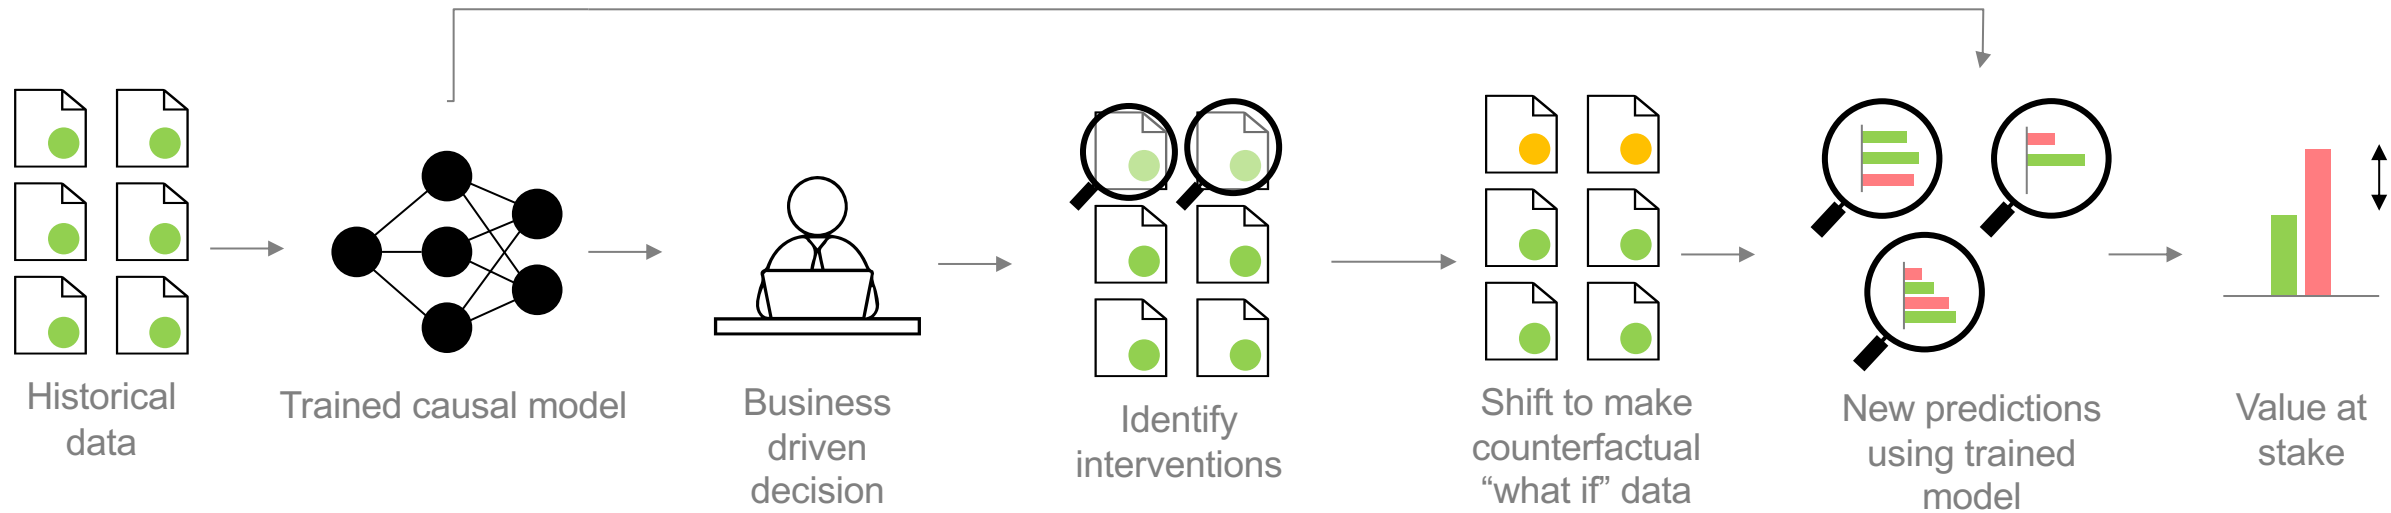 Historical
data
Trained causal model
Business
driven
decision
Identify
interventions
Shift to make
counterfactual
“what if” data
New predictions
using trained
model
Value at
stake